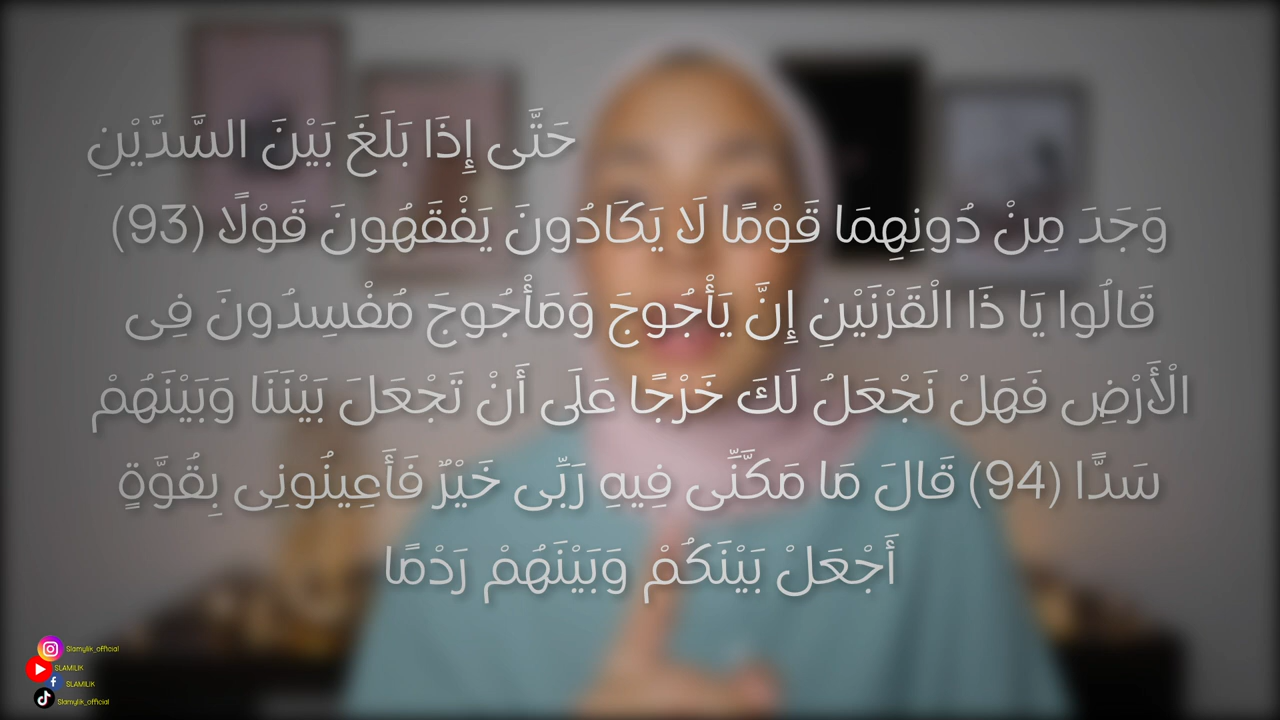 حَتَّى إِذَا بَلَغَ بَيْنَ السَّدَّيْنِ
وَجَدَ مِنْ دُونِهِمَا قَوْمًا لَا يَكَادُونَ يَفْقَهُونَ قَوْلًا (93)
قَالُوا يَا ذَا الْقَرْنَيْنِ إِنَّ يَأْجُوجَ وَمَأْجُوجَ مُفْسِدُونَ فِى
الْأَرْضِ فَهَلْ نَجْعَلُ لَكَ خَرْجًا عَلَى أَنْ تَجْعَلَ بَيْنَنَا وَبَيْنَهُمْ
سَدًّا (94) قَالَ مَا مَكَّنِّى فِيهِ رَبِّى خَيْرٌ فَأَعِينُونِى بِقُوَّةٍ
أَجْعَلْ بَيْنَكُمْ وَبَيْنَهُمْ رَدْمًا
Slamylik_official
SLAMILIK
SLAMILIK
Slamylik_official